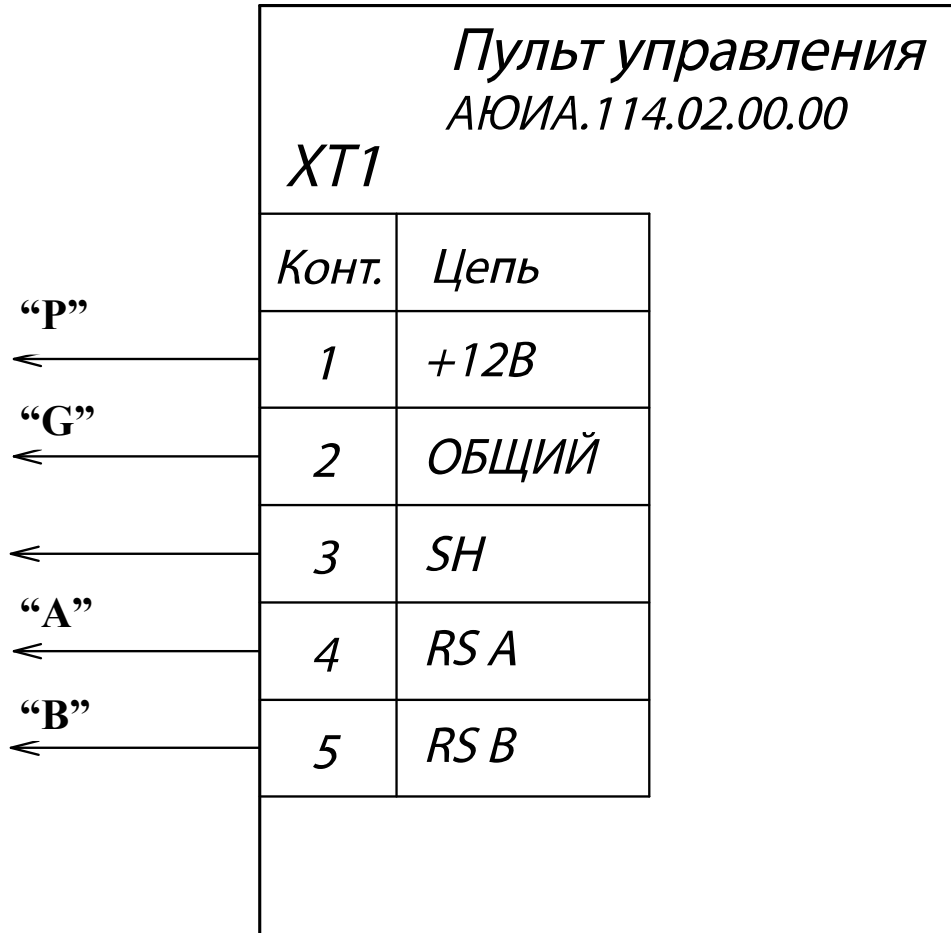 Пульт управления
АЮИА.114.02.00.00
XT1
Конт. Цепь
“P”
1 +12В
“G”
2 ОБЩИЙ
3 SH
“A”
4 RS A
“B”
5 RS B